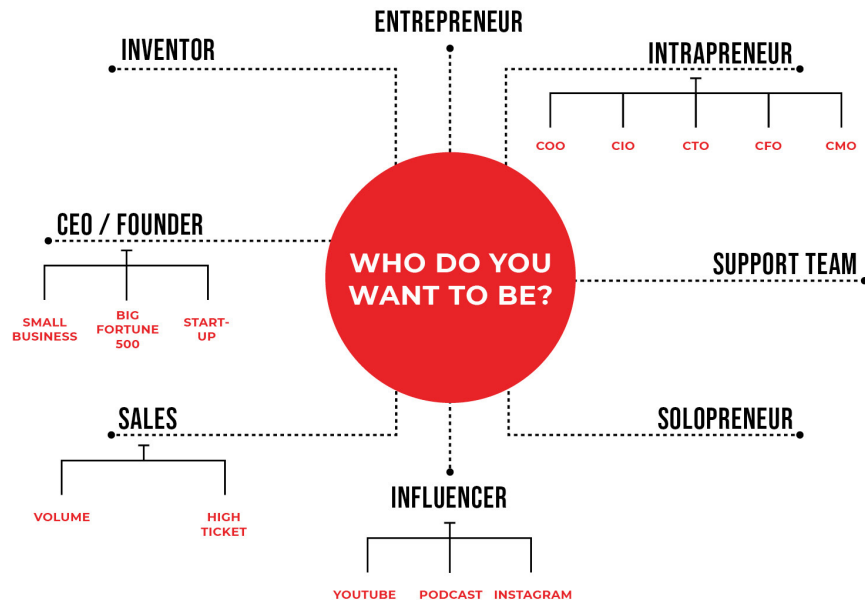 ENTREPRENEUR
INVENTOR
INTRAPRENEUR
COO
CIO
CTO
CFO
CMO
CEO / FOUNDER
SMALL
BUSINESS
BIG
FORTUNE
500
START-
UP
WHO DO YOU
WANT TO BE?
SUPPORT TEAM
SALES
VOLUME
HIGH
TICKET
SOLOPRENEUR
INFLUENCER
YOUTUBE
PODCAST
INSTAGRAM